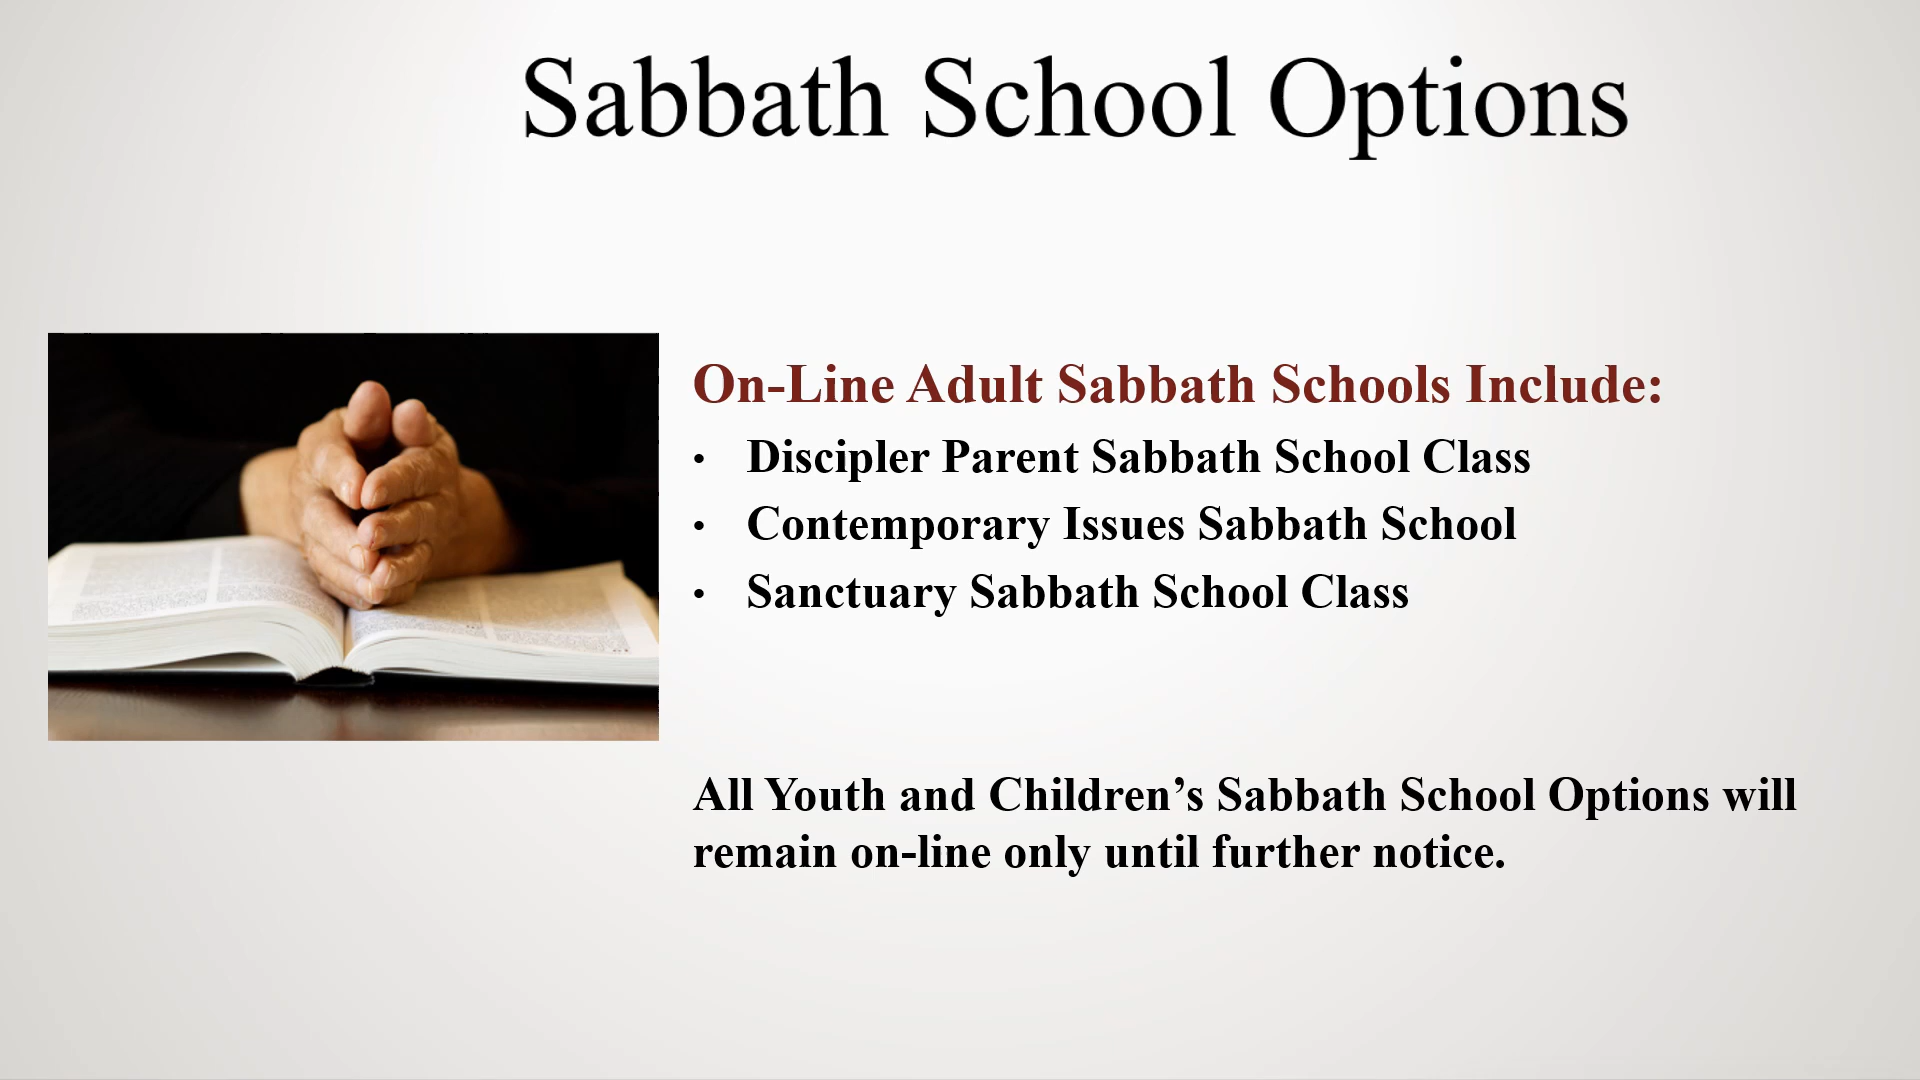 Sabbath School Options
On-Line Adult Sabbath Schools Include:
• Discipler Parent Sabbath School Class
• Contemporary Issues Sabbath School
• Sanctuary Sabbath School Class
All Youth and Children’s Sabbath School Options will
remain on-line only until further notice.